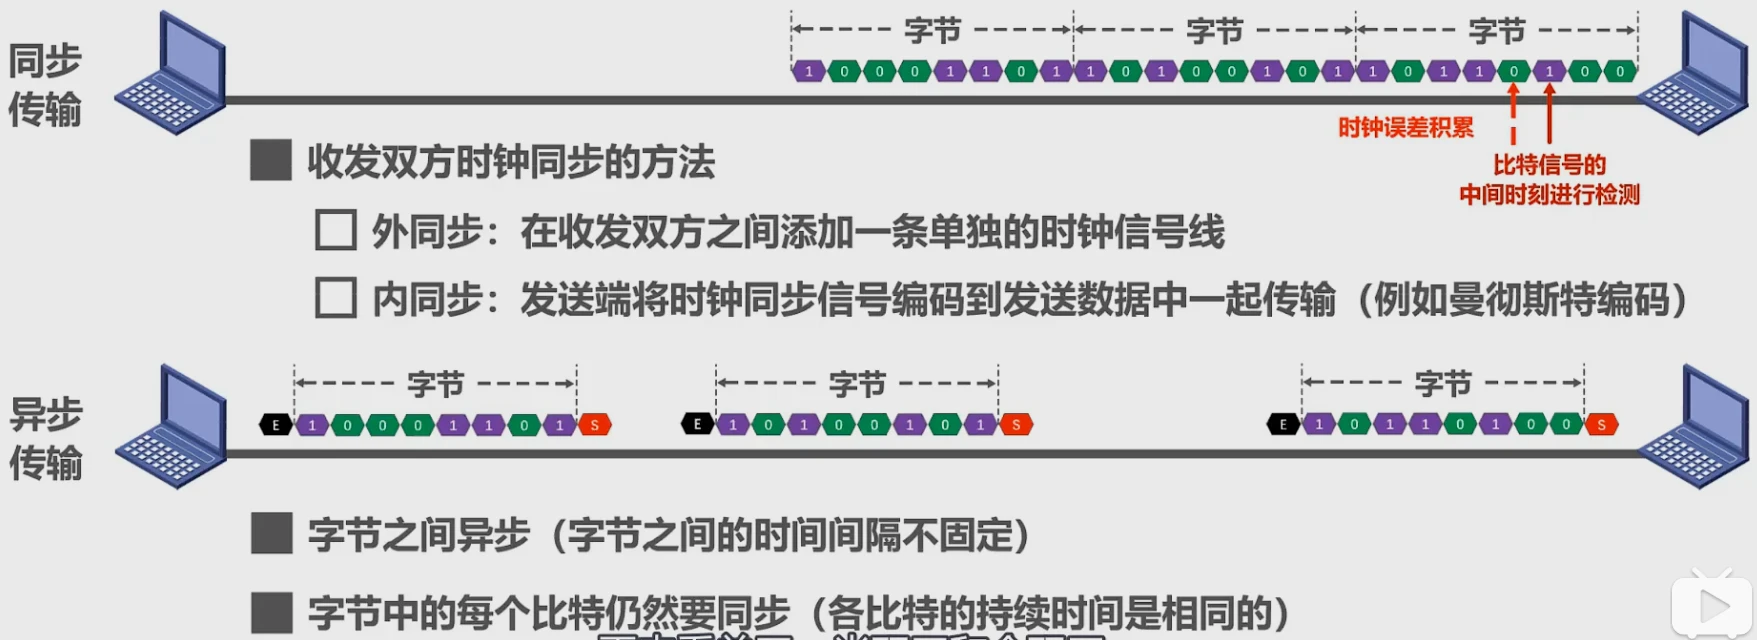 同步
传输
字节 字节 字节
1 0 0 0 1 1 0 1 1 0 1 0 0 1 0 1 1 0 1 1 0 1 0 0
时钟误差积累
比特信号的
中间时刻进行检测
收发双方时钟同步的方法
外同步：在收发双方之间添加一条单独的时钟信号线
内同步：发送端将时钟同步信号编码到发送数据中一起传输（例如曼彻斯特编码）
异步
传输
字节 字节 字节
E 1 0 0 0 1 1 0 1 S E 1 0 1 0 0 1 0 1 S E 1 0 1 1 0 1 0 0 S
字节之间异步（字节之间的时间间隔不固定）
字节中的每个比特仍然要同步（各比特的持续时间是相同的）